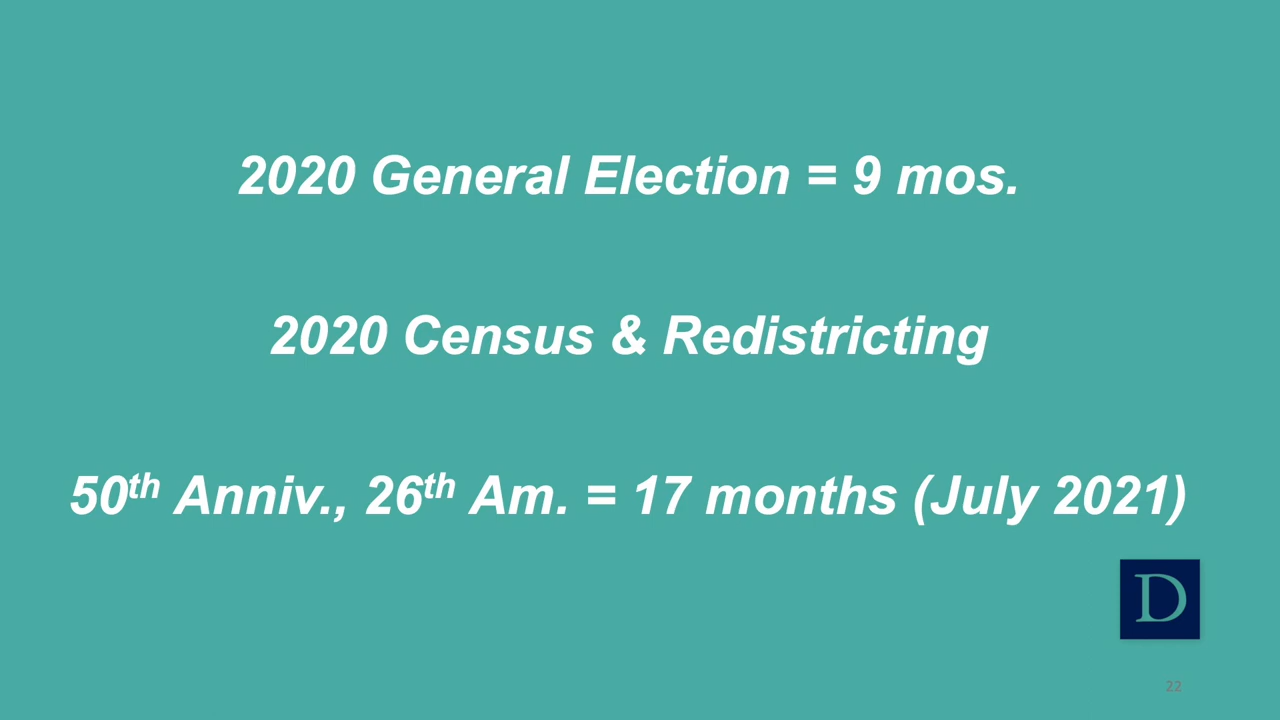 2020 General Election = 9 mos.
2020 Census & Redistricting
50th Anniv., 26th Am. = 17 months (July 2021)
D
22